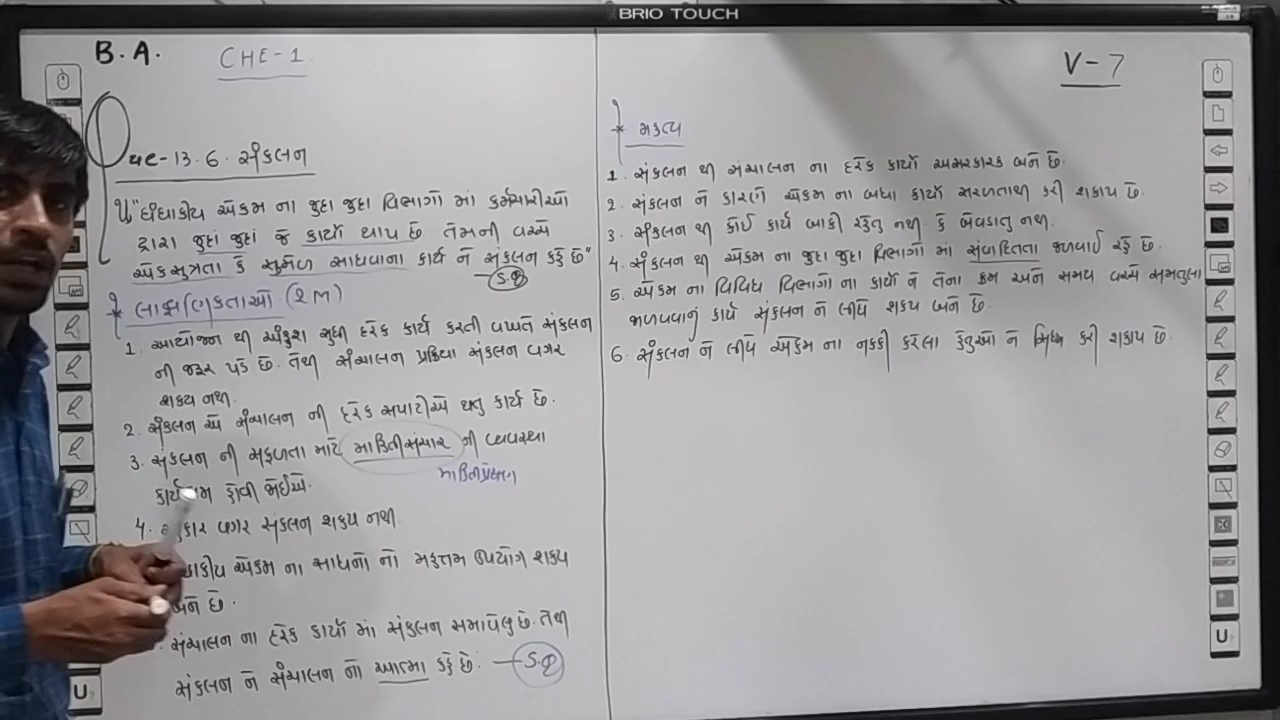 BRIO TOUCH
B.A.
CHE-1
V-7
Que-13.6. સંકલન
"ધંધાકીય એકમ ના જુદા જુદા વિભાગો માં કર્મચારીઓ
દ્વારા જુદાં જુદાં જે કાર્યો થાય છે તેમની વચ્ચે
એકસૂત્રતા કે સુમેળ સાધવાના કાર્ય ને સંકલન કહે છે"
S.Q
* લાક્ષણિકતાઓ (2M)
1. આયોજન થી અંકુશ સુધી દરેક કાર્ય કરતી વખતે સંકલન
ની જરૂર પડે છે. તેથી સંચાલન પ્રક્રિયા સંકલન વગર
શક્ય નથી.
2. સંકલન એ સંચાલન ની દરેક સપાટીએ થતુ કાર્ય છે.
3. સંકલન ની સફળતા માટે માહિતીસંચાર ની વ્યવસ્થા
માહિતીપ્રેષણ
હોવી જોઈએ.
4. વગર સંકલન શક્ય નથી
એકમ ના સાધનો નો મહત્તમ ઉપયોગ શક્ય
બને છે.
સંચાલન ના દરેક કાર્યો માં સંકલન સમાયેલુ છે. તેથી
સંકલન ને સંચાલન નો આત્મા કહે છે. - S.Q
* મહત્વ
1. સંકલન થી સંચાલન ના દરેક કાર્યો અસરકારક બને છે.
2. સંકલન ને કારણે એકમ ના બધા કાર્યો સરળતાથી કરી શકાય છે.
3. સંકલન થી કોઈ કાર્ય બાકી રહેતુ નથી. કે બેવડાતુ નથી.
4. સંકલન થી એકમ ના જુદા જુદા વિભાગો માં સંવાદિતતા જળવાઈ રહે છે.
5. એકમ ના વિવિધ વિભાગો ના કાર્યો ને તેના ક્રમ અને સમય વચ્ચે સમતુલા
જાળવવાનું કાર્ય સંકલન ને લીધે શક્ય બને છે.
6. સંકલન ને લીધે એકમ ના નક્કી કરેલા હેતુઓ ને સિધ્ધ કરી શકાય છે.
U
U